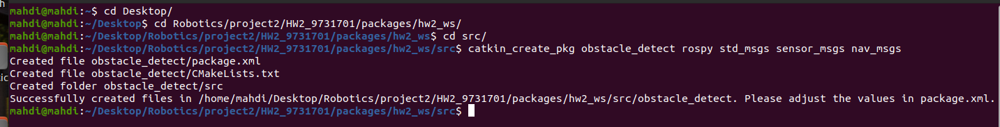 mahdi@mahdi:~$ cd Desktop/
mahdi@mahdi:~/Desktop$ cd Robotics/project2/HW2_9731701/packages/hw2_ws/
mahdi@mahdi:~/Desktop/Robotics/project2/HW2_9731701/packages/hw2_ws$ cd src/
mahdi@mahdi:~/Desktop/Robotics/project2/HW2_9731701/packages/hw2_ws/src$ catkin_create_pkg obstacle_detect rospy std_msgs sensor_msgs nav_msgs
Created file obstacle_detect/package.xml
Created file obstacle_detect/CMakeLists.txt
Created folder obstacle_detect/src
Successfully created files in /home/mahdi/Desktop/Robotics/project2/HW2_9731701/packages/hw2_ws/src/obstacle_detect. Please adjust the values in package.xml.
mahdi@mahdi:~/Desktop/Robotics/project2/HW2_9731701/packages/hw2_ws/src$